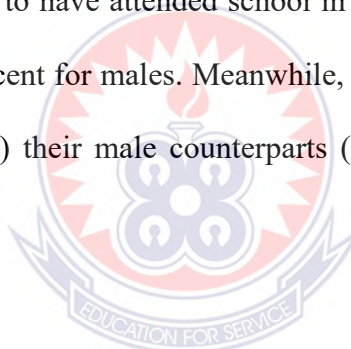 to have attended school in
cent for males. Meanwhile,
) their male counterparts (
EDUCATION FOR SERVICE